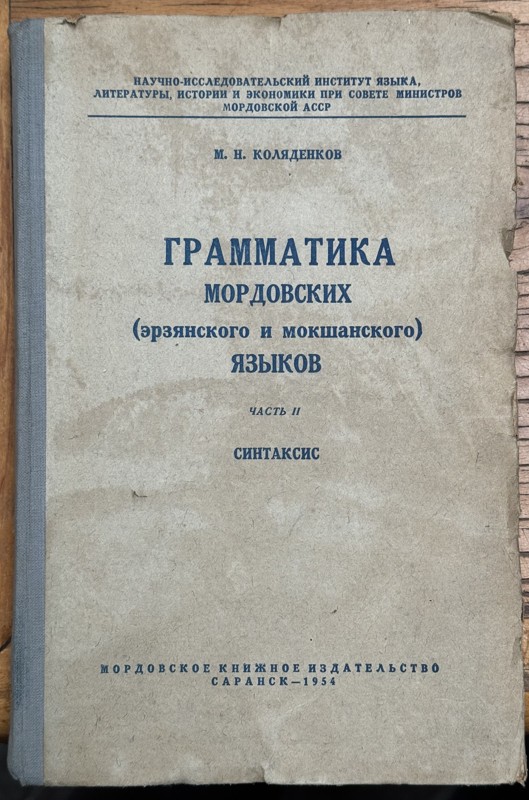 НАУЧНО-ИССЛЕДОВАТЕЛЬСКИЙ ИНСТИТУТ ЯЗЫКА,
ЛИТЕРАТУРЫ, ИСТОРИИ И ЭКОНОМИКИ ПРИ СОВЕТЕ МИНИСТРОВ
МОРДОВСКОЙ АССР
М. Н. КОЛЯДЕНКОВ
ГРАММАТИКА
МОРДОВСКИХ
(эрзянского и мокшанского)
ЯЗЫКОВ
ЧАСТЬ II
СИНТАКСИС
МОРДОВСКОЕ КНИЖНОЕ ИЗДАТЕЛЬСТВО
САРАНСК—1954